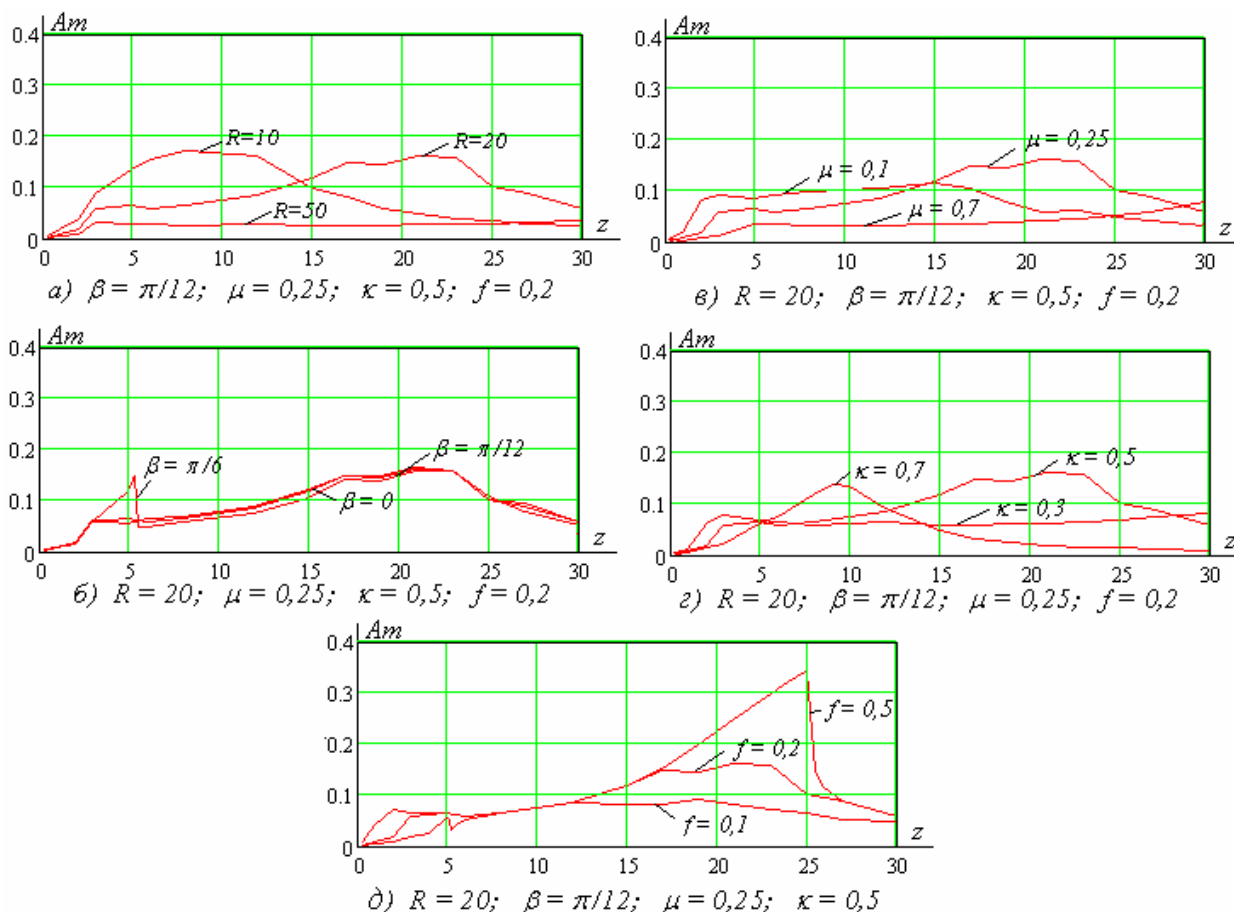 Am
0.4
0.3
0.2
0.1
0
R=10
R=20
R=50
z
0 5 10 15 20 25 30
а) β = π/12; μ = 0,25; κ = 0,5; f = 0,2
Am
0.4
0.3
0.2
0.1
0
μ = 0,25
μ = 0,1
μ = 0,7
z
0 5 10 15 20 25 30
в) R = 20; β = π/12; κ = 0,5; f = 0,2
Am
0.4
0.3
0.2
0.1
0
β = π/6
β = π/12
β = 0
z
0 5 10 15 20 25 30
б) R = 20; μ = 0,25; κ = 0,5; f = 0,2
Am
0.4
0.3
0.2
0.1
0
κ = 0,7
κ = 0,5
κ = 0,3
z
0 5 10 15 20 25 30
г) R = 20; β = π/12; μ = 0,25; f = 0,2
Am
0.4
0.3
0.2
0.1
0
f = 0,5
f = 0,2
f = 0,1
z
0 5 10 15 20 25 30
д) R = 20; β = π/12; μ = 0,25; κ = 0,5